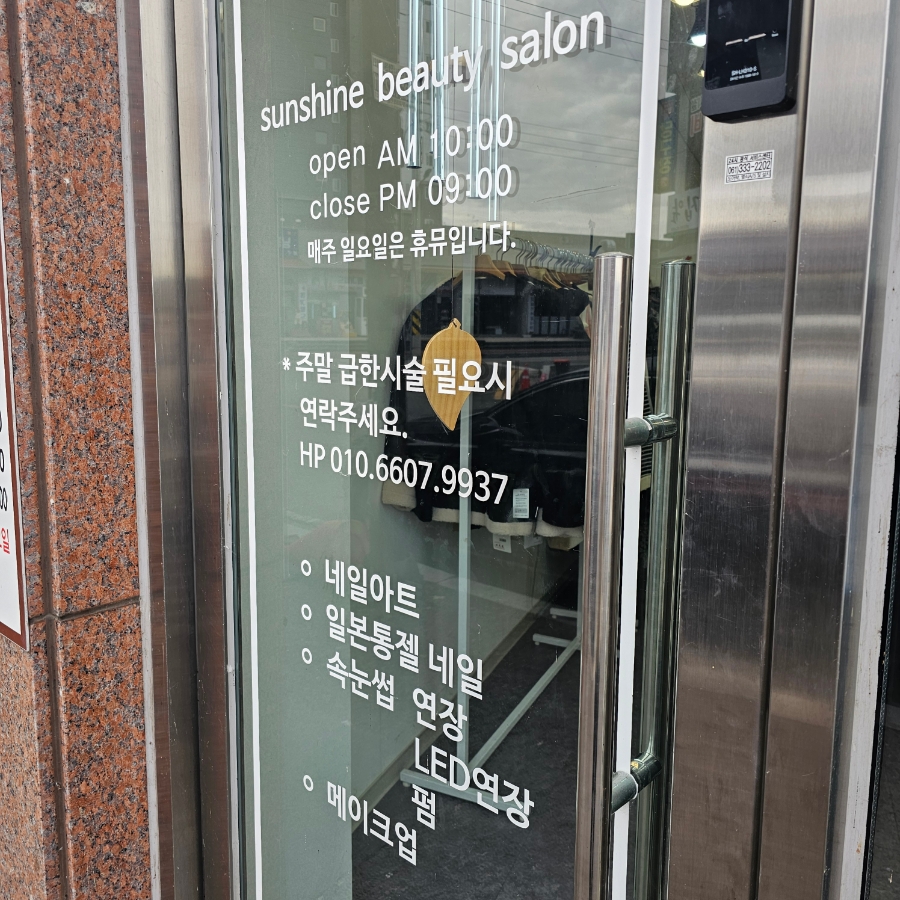 sunshine beauty salon
open AM 10:00
close PM 09:00
매주 일요일은 휴뮤입니다.
* 주말 급한시술 필요시
연락주세요.
HP 010.6607.9937
○ 네일아트
○ 일본통젤 네일
○ 속눈썹 연장
LED연장
펌
○ 메이크업
(061)333-2202